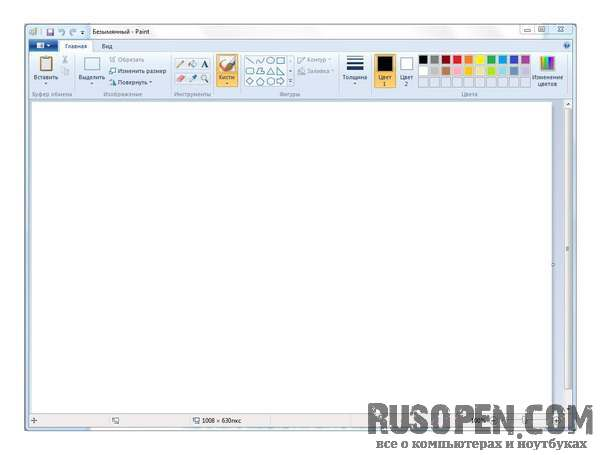 Безымянный - Paint
Главная Вид
Вставить
Буфер обмена
Выделить
Обрезать
Изменить размер
Повернуть
Изображение
Инструменты
Кисти
Контур
Заливка
Фигуры
Толщина
Цвет 1
Цвет 2
Изменение цветов
Цвета
1008 × 630пкс
100%
RUSOPEN.COM
все о компьютерах и ноутбуках